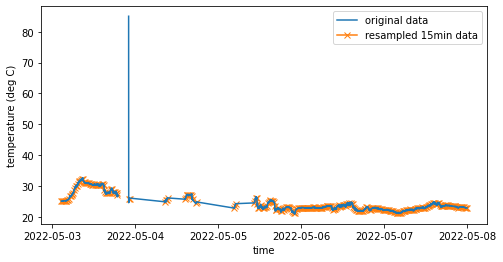 original data
resampled 15min data
temperature (deg C)
80
70
60
50
40
30
20
2022-05-03 2022-05-04 2022-05-05 2022-05-06 2022-05-07 2022-05-08
time